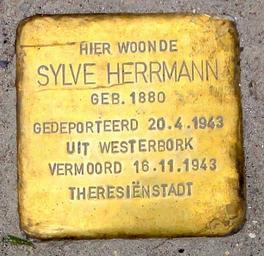 HIER WOONDE
SYLVE HERRMANN
GEB. 1880
GEDEPORTEERD 20.4.1943
UIT WESTERBORK
VERMOORD 16.11.1943
THERESIËNSTADT